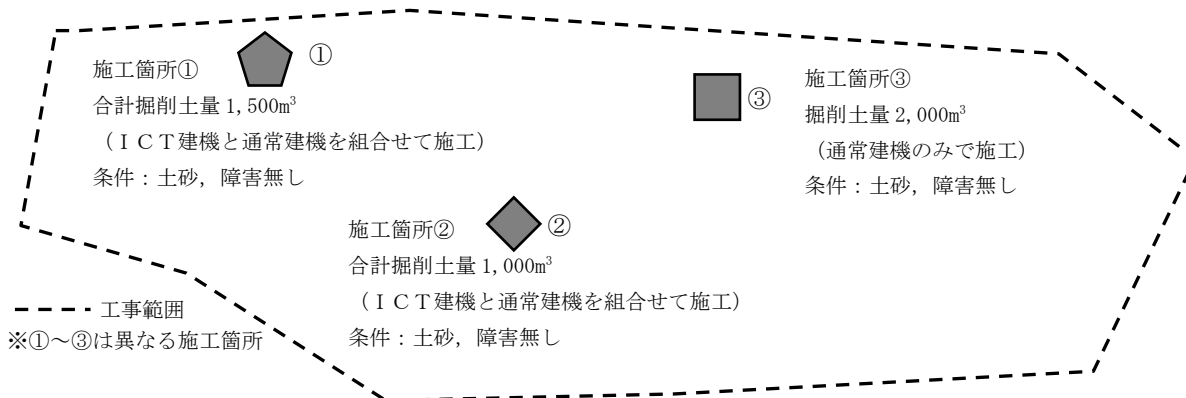 施工箇所①
①
合計掘削土量 1,500m³
（ＩＣＴ建機と通常建機を組合せて施工）
条件：土砂，障害無し
③
施工箇所③
掘削土量 2,000m³
（通常建機のみで施工）
条件：土砂，障害無し
施工箇所②
②
合計掘削土量 1,000m³
（ＩＣＴ建機と通常建機を組合せて施工）
条件：土砂，障害無し
工事範囲
※①～③は異なる施工箇所